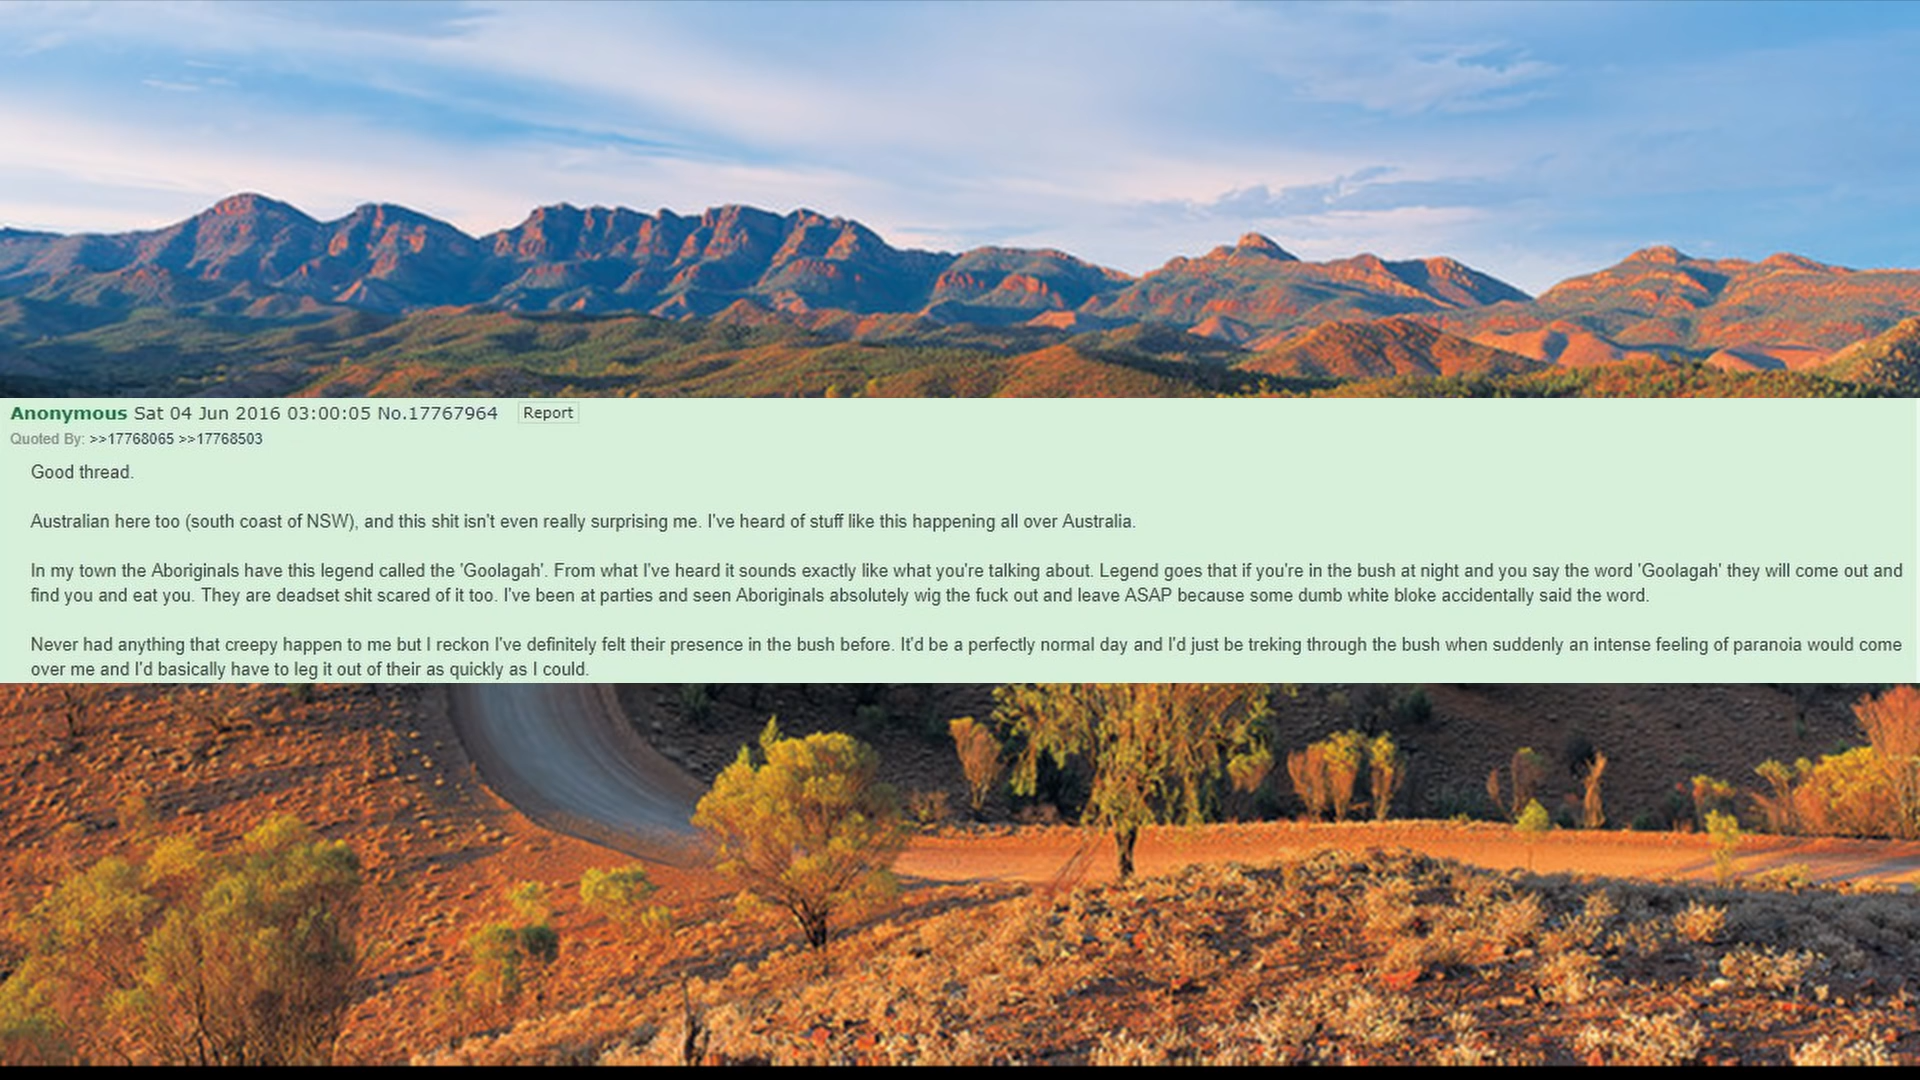 Anonymous Sat 04 Jun 2016 03:00:05 No.17767964 Report
Quoted By: >>17768065 >>17768503
Good thread.
Australian here too (south coast of NSW), and this shit isn't even really surprising me. I've heard of stuff like this happening all over Australia.
In my town the Aboriginals have this legend called the 'Goolagah'. From what I've heard it sounds exactly like what you're talking about. Legend goes that if you're in the bush at night and you say the word 'Goolagah' they will come out and
find you and eat you. They are deadset shit scared of it too. I've been at parties and seen Aboriginals absolutely wig the fuck out and leave ASAP because some dumb white bloke accidentally said the word.
Never had anything that creepy happen to me but I reckon I've definitely felt their presence in the bush before. It'd be a perfectly normal day and I'd just be treking through the bush when suddenly an intense feeling of paranoia would come
over me and I'd basically have to leg it out of their as quickly as I could.